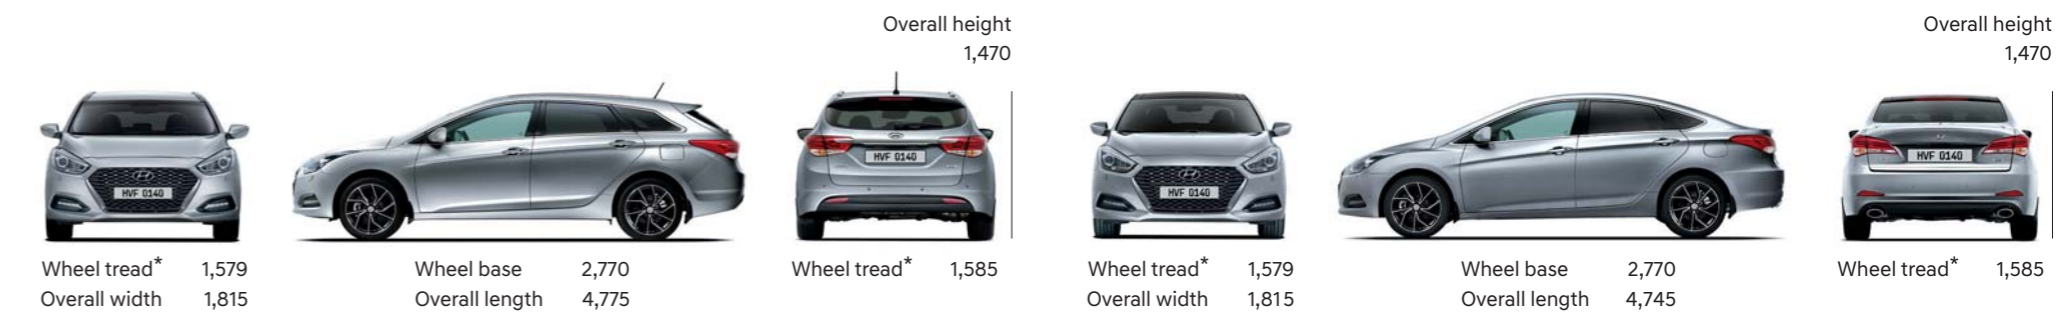 Overall height
1,470
Overall height
1,470
HVF 0140
HVF 0140
HVF 0140
HVF 0140
Wheel tread* 1,579
Overall width 1,815
Wheel base 2,770
Overall length 4,775
Wheel tread* 1,585
Wheel tread* 1,579
Overall width 1,815
Wheel base 2,770
Overall length 4,745
Wheel tread* 1,585